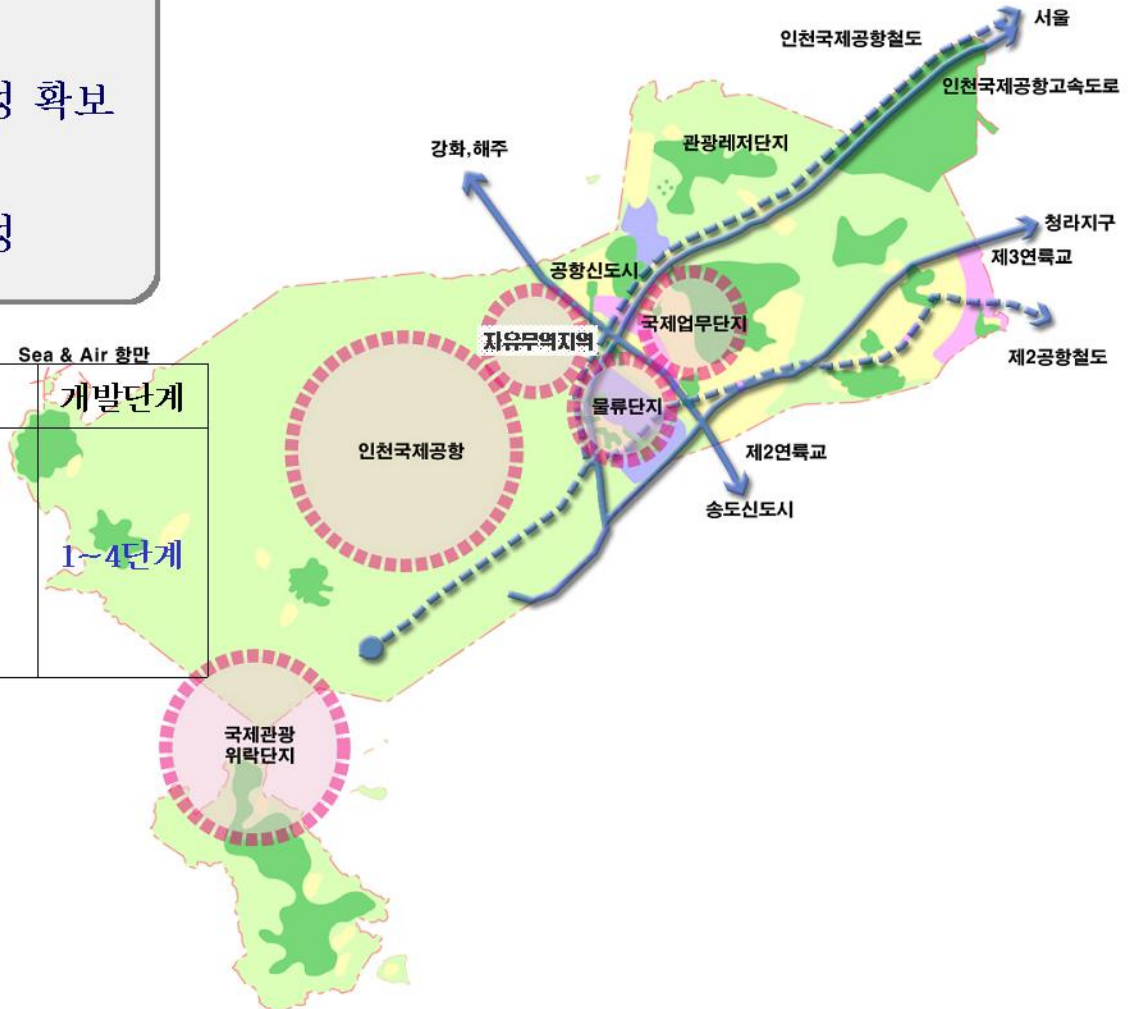 확보
서울
인천국제공항철도
인천국제공항고속도로
관광레저단지
강화,해주
청라지구
제3연륙교
공항신도시
국제업무단지
자유무역지역
제2공항철도
Sea & Air 항만
개발단계
물류단지
인천국제공항
제2연륙교
송도신도시
1~4단계
국제관광
위락단지